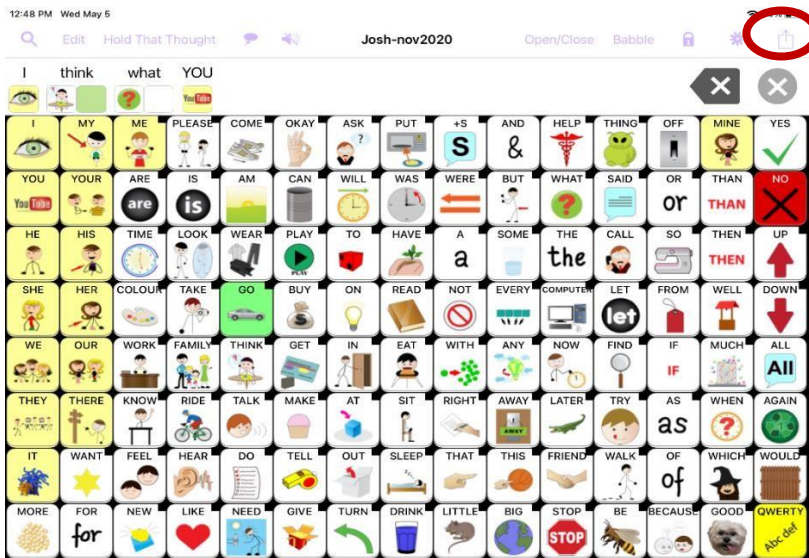 12:48 PM Wed May 5
Edit Hold That Thought Josh-nov2020 Open/Close Babble
I think what YOU
You Tube
I MY ME PLEASE COME OKAY ASK PUT +S AND HELP THING OFF MINE YES
? S &
YOU YOUR ARE IS AM CAN WILL WAS WERE BUT WHAT SAID OR THAN NO
You Tube are is ? or THAN
HE HIS TIME LOOK WEAR PLAY TO HAVE A SOME THE CALL SO THEN UP
PLAY a the THEN
SHE HER COLOUR TAKE GO BUY ON READ NOT EVERY COMPUTER LET FROM WELL DOWN
$ let
WE OUR WORK FAMILY THINK GET IN EAT WITH ANY NOW FIND IF MUCH ALL
IF All
THEY THERE KNOW RIDE TALK MAKE AT SIT RIGHT AWAY LATER TRY AS WHEN AGAIN
AWAY as ?
IT WANT FEEL HEAR DO TELL OUT SLEEP THAT THIS FRIEND WALK OF WHICH WOULD
of
MORE FOR NEW LIKE NEED GIVE TURN DRINK LITTLE BIG STOP BE BECAUSE GOOD QWERTY
for STOP Abc def